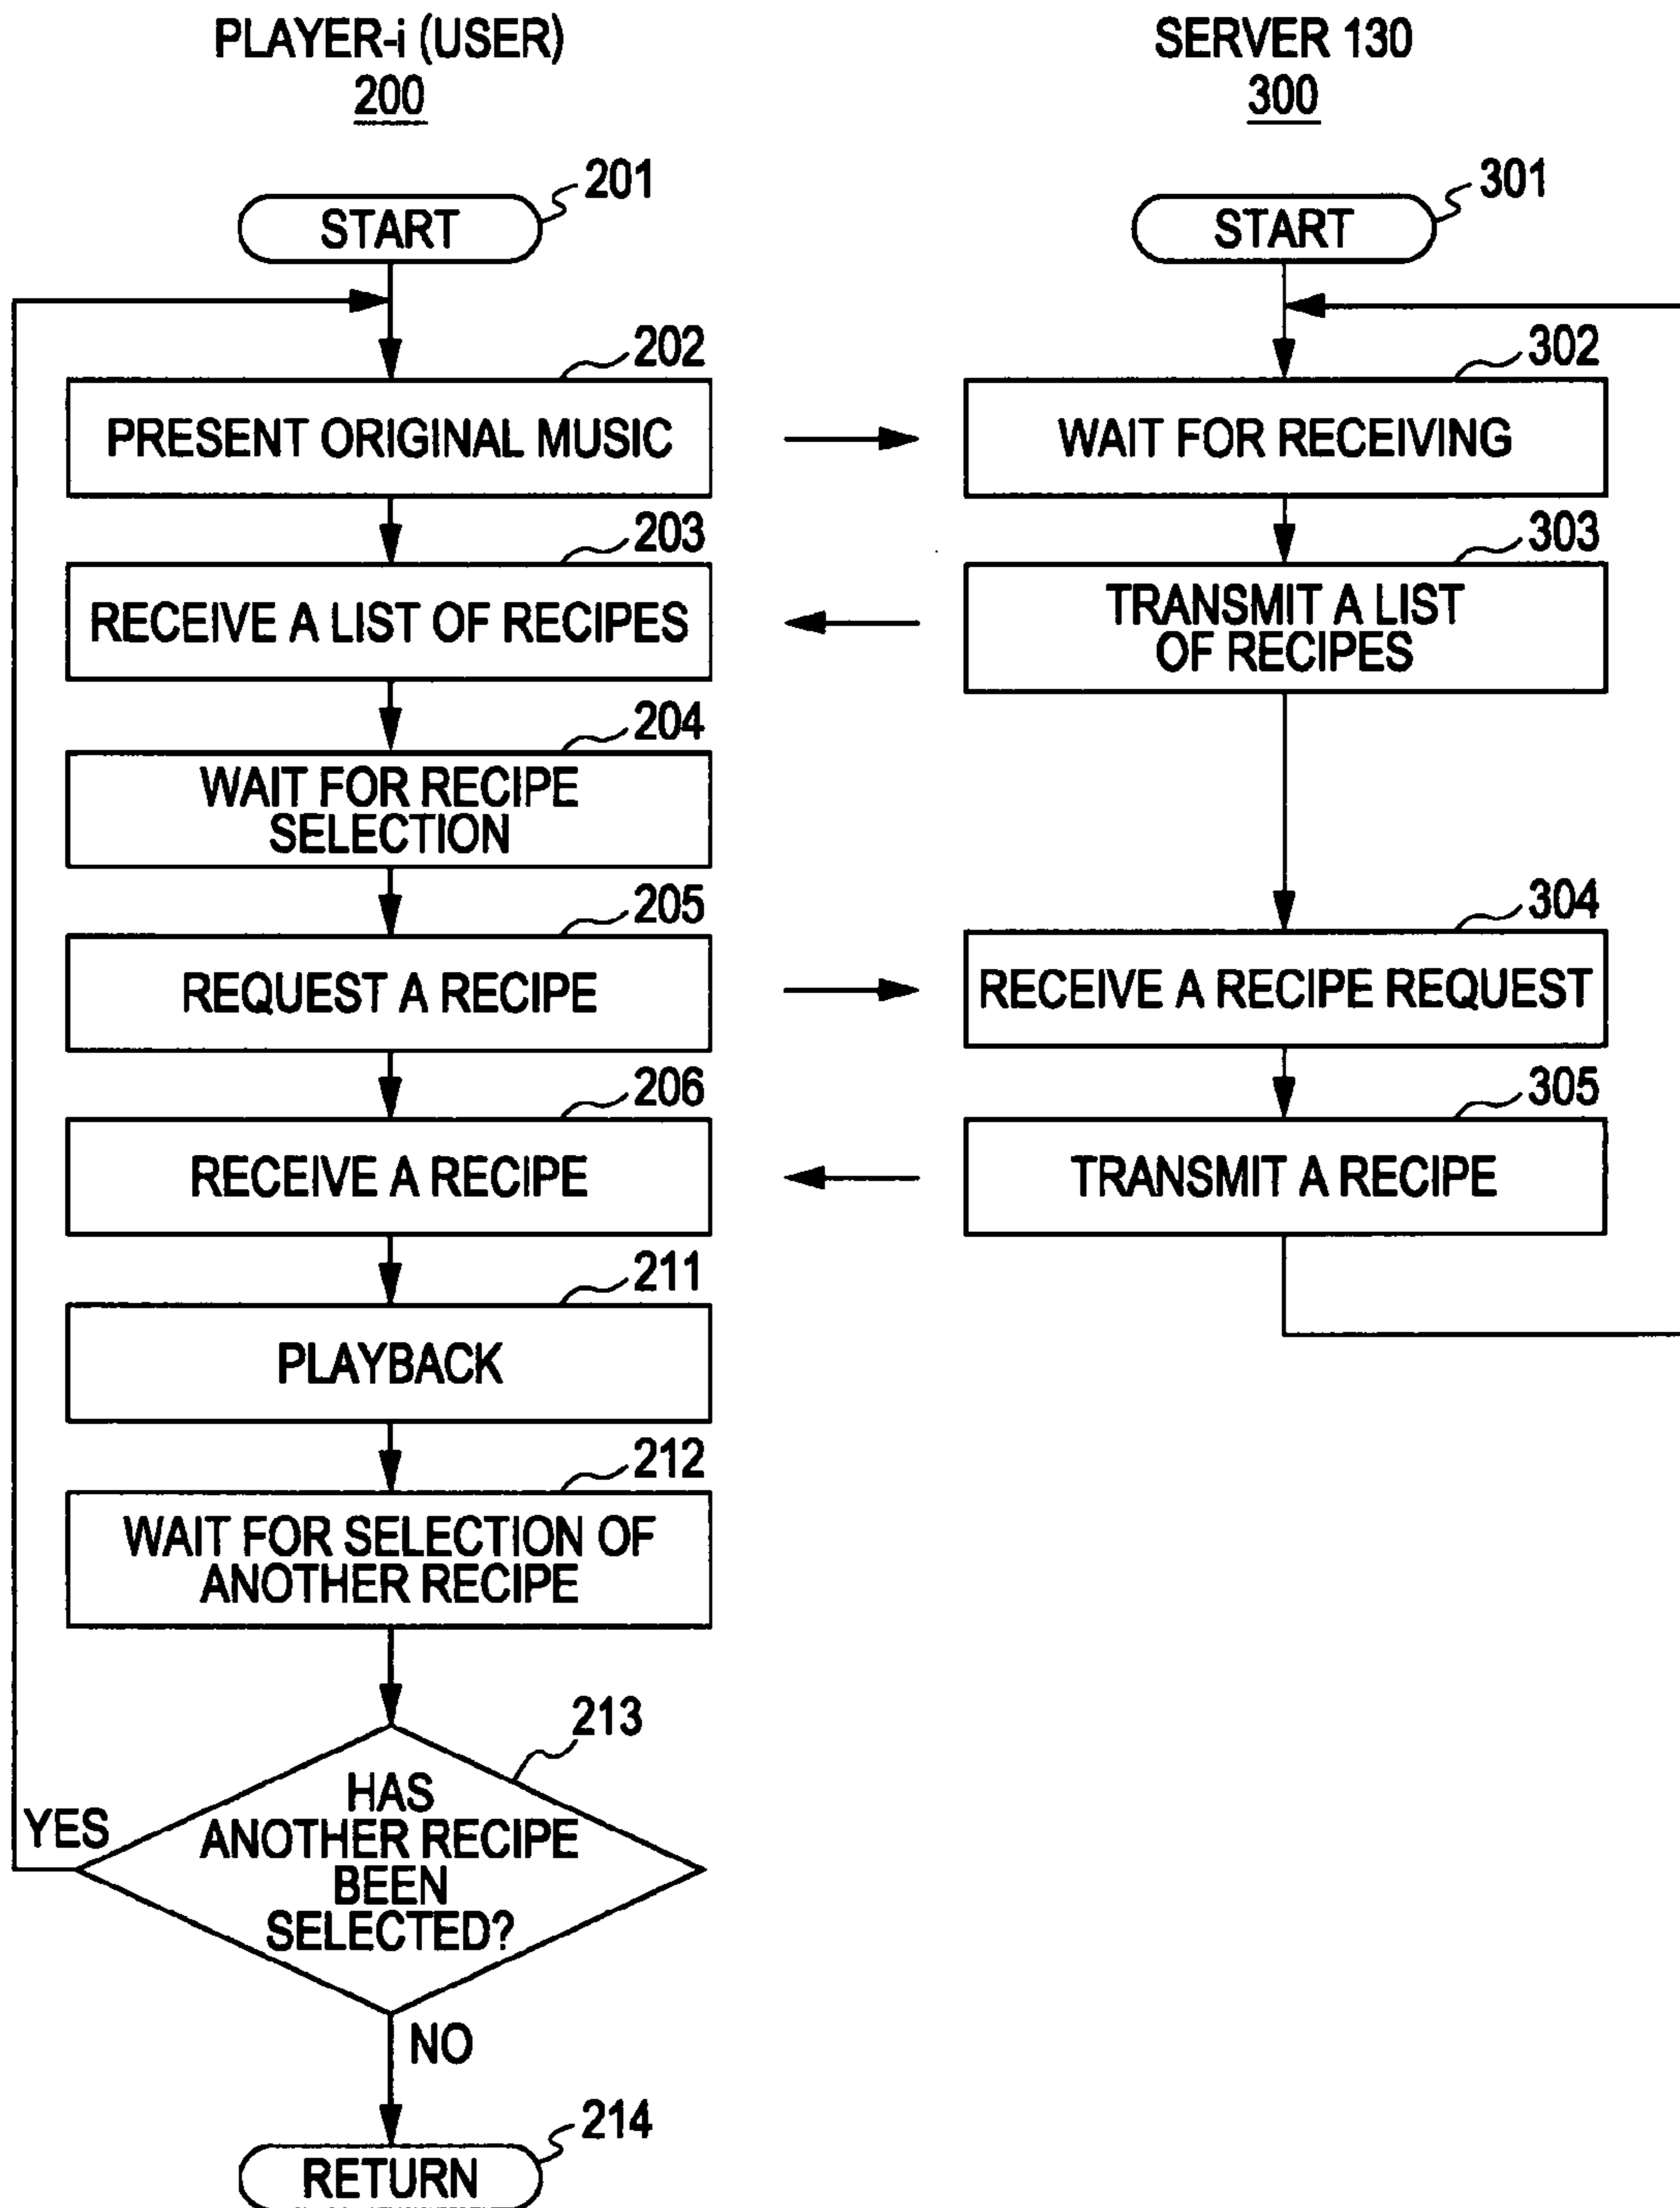 PLAYER-i (USER)
200
START
201
202
PRESENT ORIGINAL MUSIC
203
RECEIVE A LIST OF RECIPES
204
WAIT FOR RECIPE
SELECTION
205
REQUEST A RECIPE
206
RECEIVE A RECIPE
211
PLAYBACK
212
WAIT FOR SELECTION OF
ANOTHER RECIPE
213
HAS
ANOTHER RECIPE
BEEN
SELECTED?
YES
NO
214
RETURN
SERVER 130
300
START
301
302
WAIT FOR RECEIVING
303
TRANSMIT A LIST
OF RECIPES
304
RECEIVE A RECIPE REQUEST
305
TRANSMIT A RECIPE